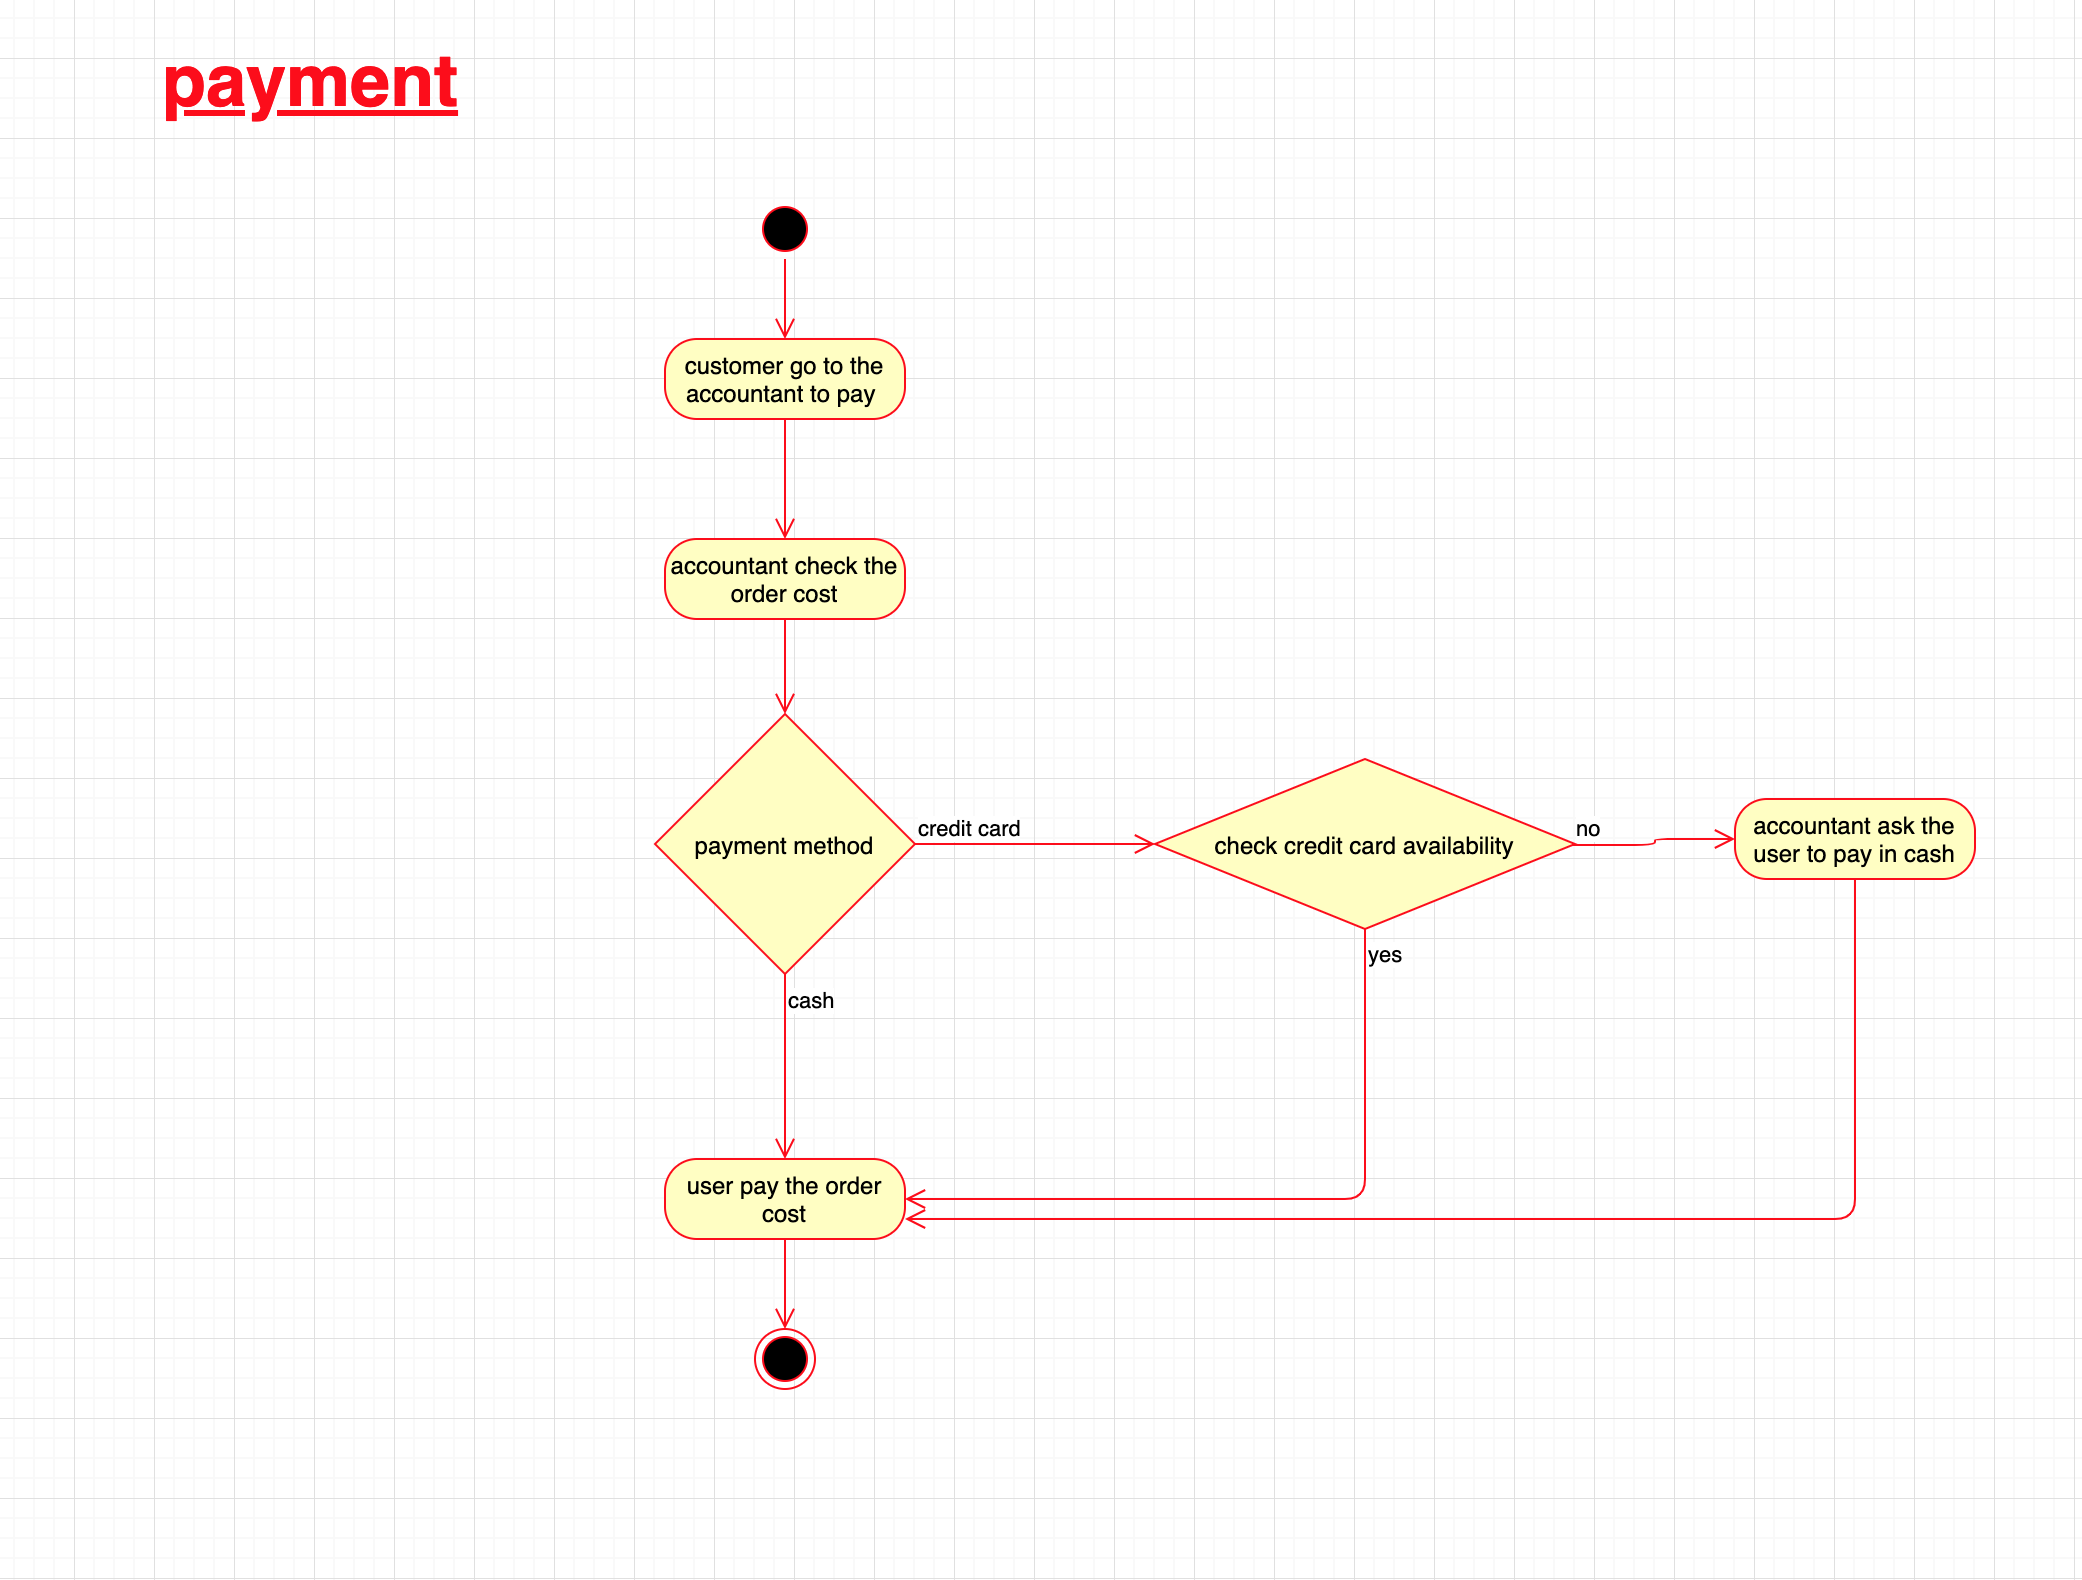 payment
customer go to the
accountant to pay
accountant check the
order cost
payment method
credit card
check credit card availability
no
accountant ask the
user to pay in cash
yes
cash
user pay the order
cost